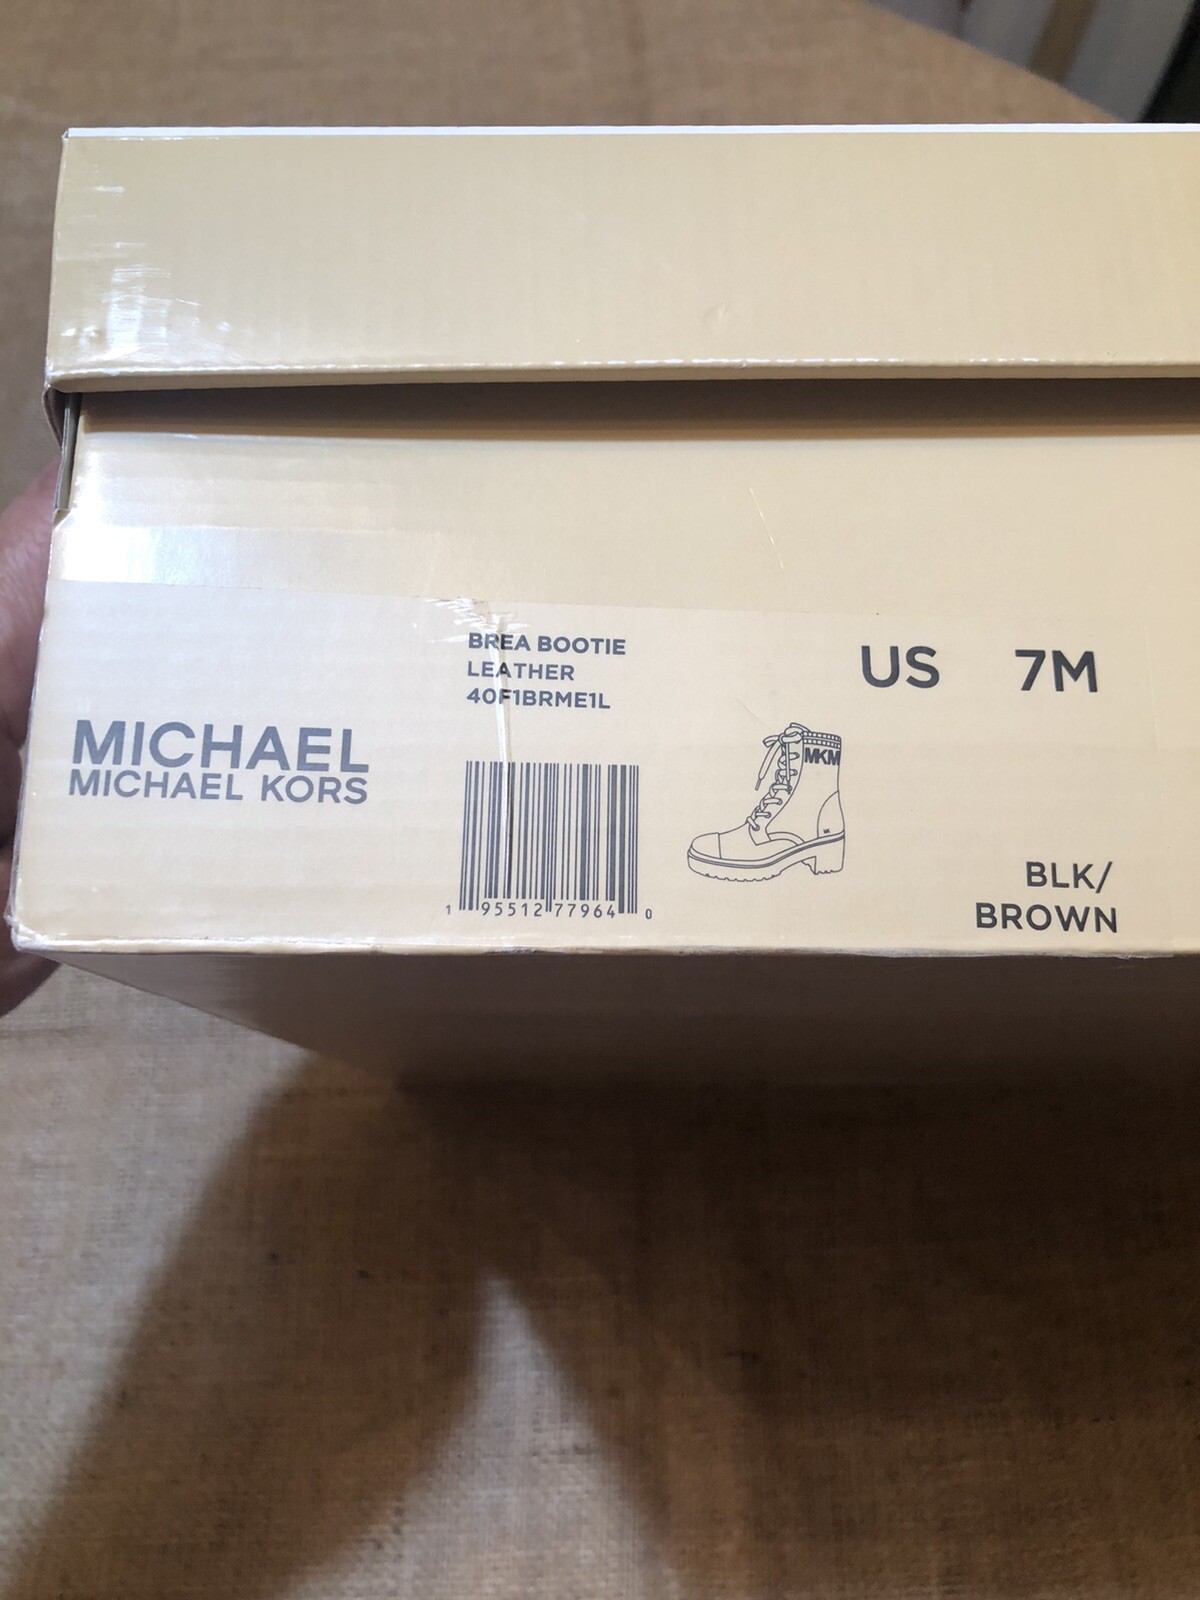 BREA BOOTIE
LEATHER
40F1BRME1L
US 7M
MICHAEL
MICHAEL KORS
MKM
BLK/
BROWN
1 95512 77964 0